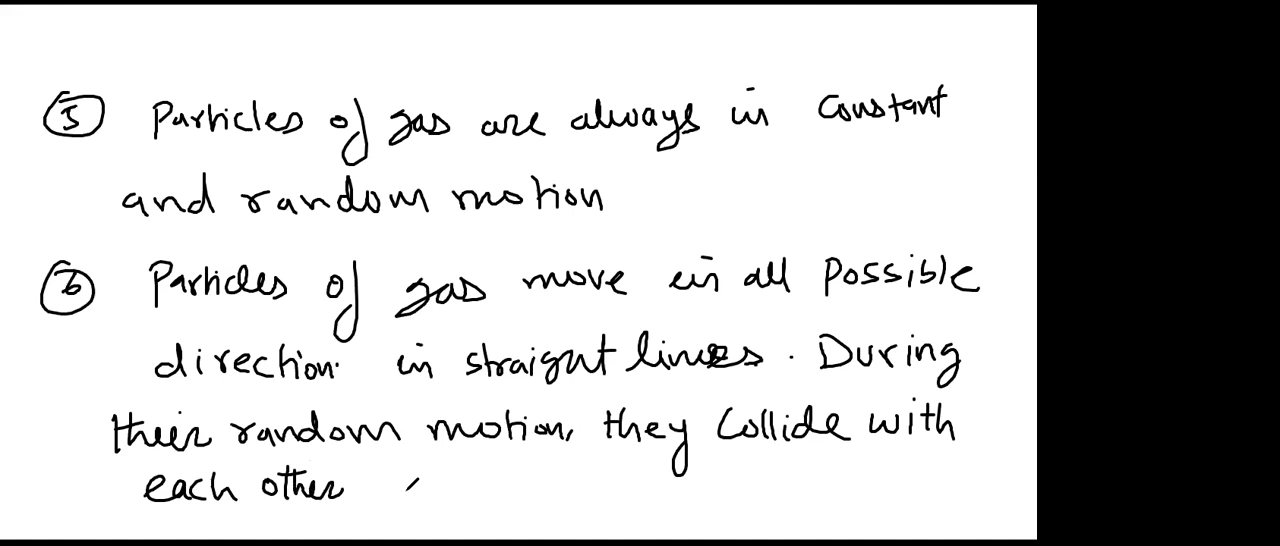 ⑤ Particles of gas are always in constant
and random motion
⑥ Particles of gas move in all possible
direction in straight lines. During
their random motion, they collide with
each other